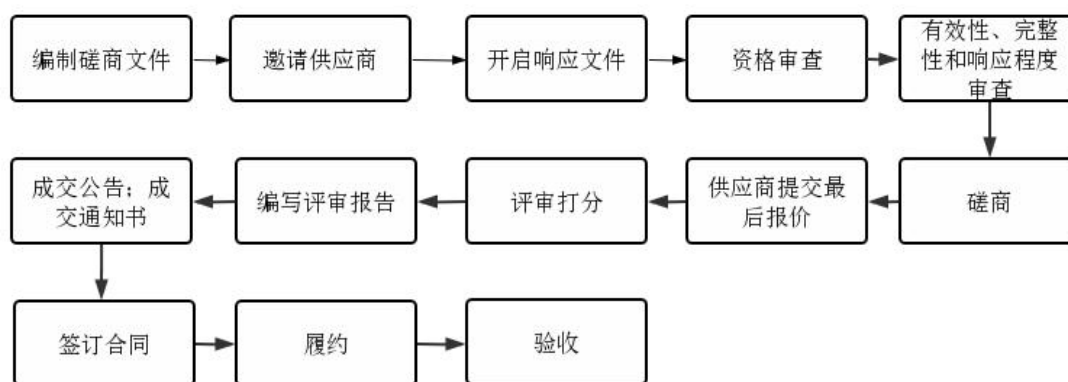 编制磋商文件
邀请供应商
开启响应文件
资格审查
有效性、完整
性和响应程度
审查
磋商
供应商提交最
后报价
评审打分
编写评审报告
成交公告；成
交通知书
签订合同
履约
验收